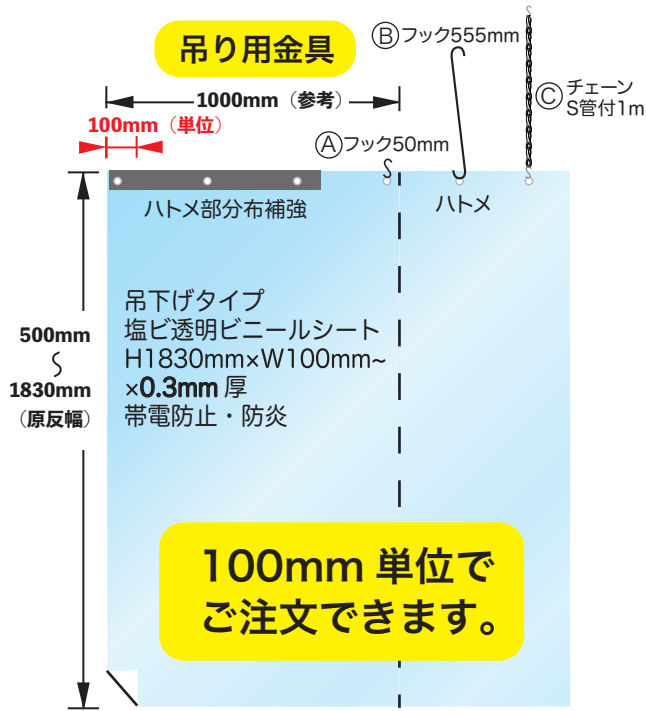 吊り用金具
Ⓑフック555mm
Ⓒチェーン
S管付1m
1000mm（参考）
100mm（単位）
Ⓐフック50mm
ハトメ部分布補強
ハトメ
吊下げタイプ
塩ビ透明ビニールシート
H1830mm×W100mm~
×0.3mm 厚
帯電防止・防炎
500mm
〜
1830mm
（原反幅）
100mm 単位で
ご注文できます。